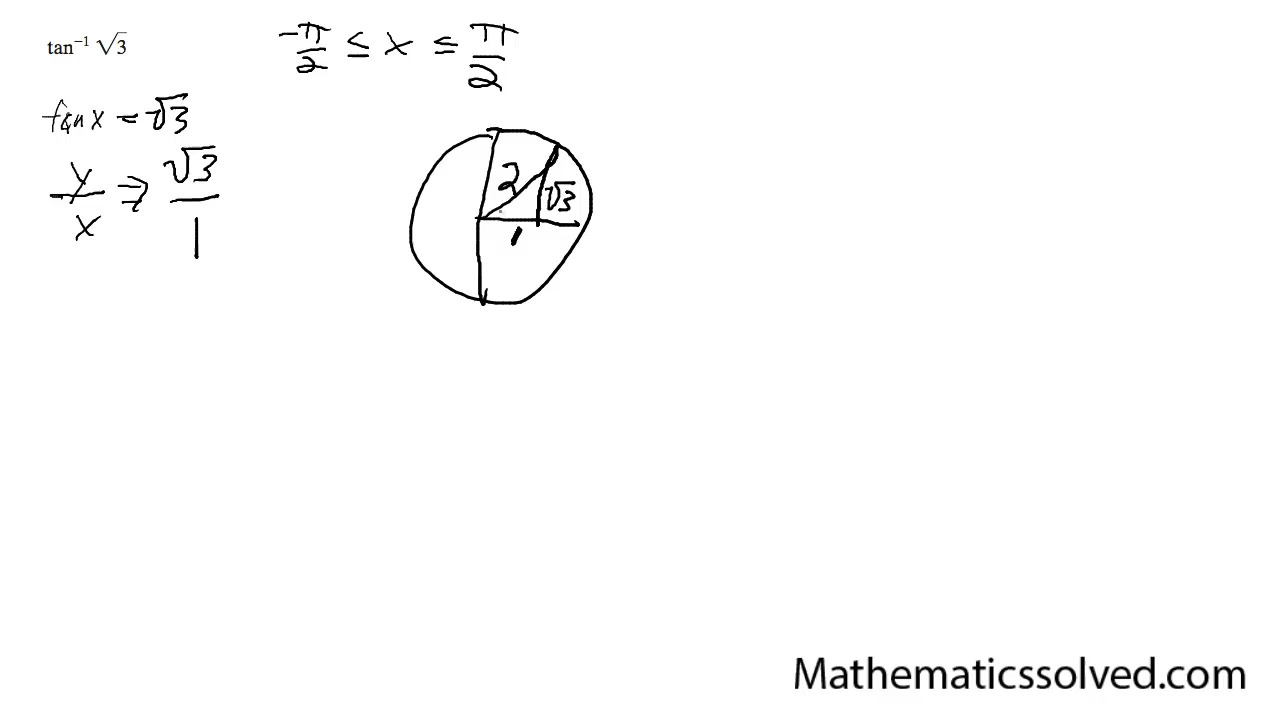 tan⁻¹ √3
-π/2 ≤ x ≤ π/2
tan x = √3
y/x ⇒ √3/1
2
√3
1
Mathematicssolved.com